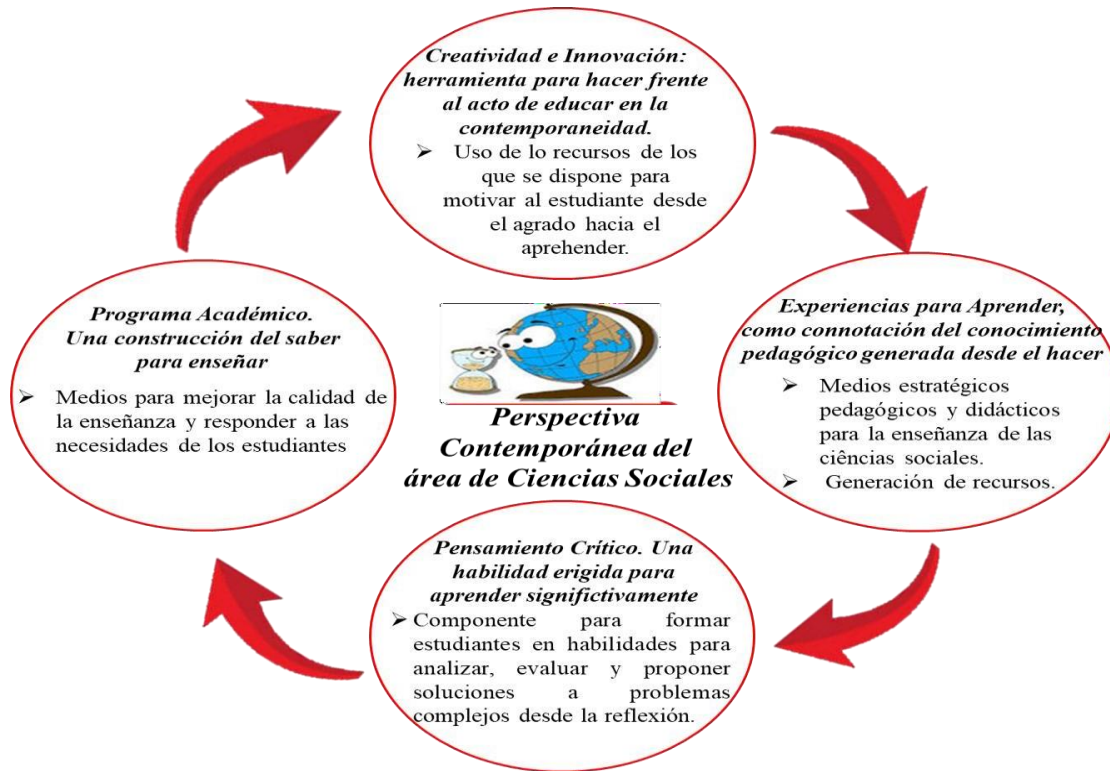 Creatividad e Innovación:
herramienta para hacer frente
al acto de educar en la
contemporaneidad.
➢ Uso de lo recursos de los
que se dispone para
motivar al estudiante desde
el agrado hacia el
aprehender.
Experiencias para Aprender,
como connotación del conocimiento
pedagógico generada desde el hacer
➢ Medios estratégicos
pedagógicos y didácticos
para la enseñanza de las
ciências sociales.
➢ Generación de recursos.
Pensamiento Crítico. Una
habilidad erigida para
aprender significtivamente
➢ Componente para formar
estudiantes en habilidades para
analizar, evaluar y proponer
soluciones a problemas
complejos desde la reflexión.
Programa Académico.
Una construcción del saber
para enseñar
➢ Medios para mejorar la calidad de
la enseñanza y responder a las
necesidades de los estudiantes
Perspectiva
Contemporánea del
área de Ciencias Sociales